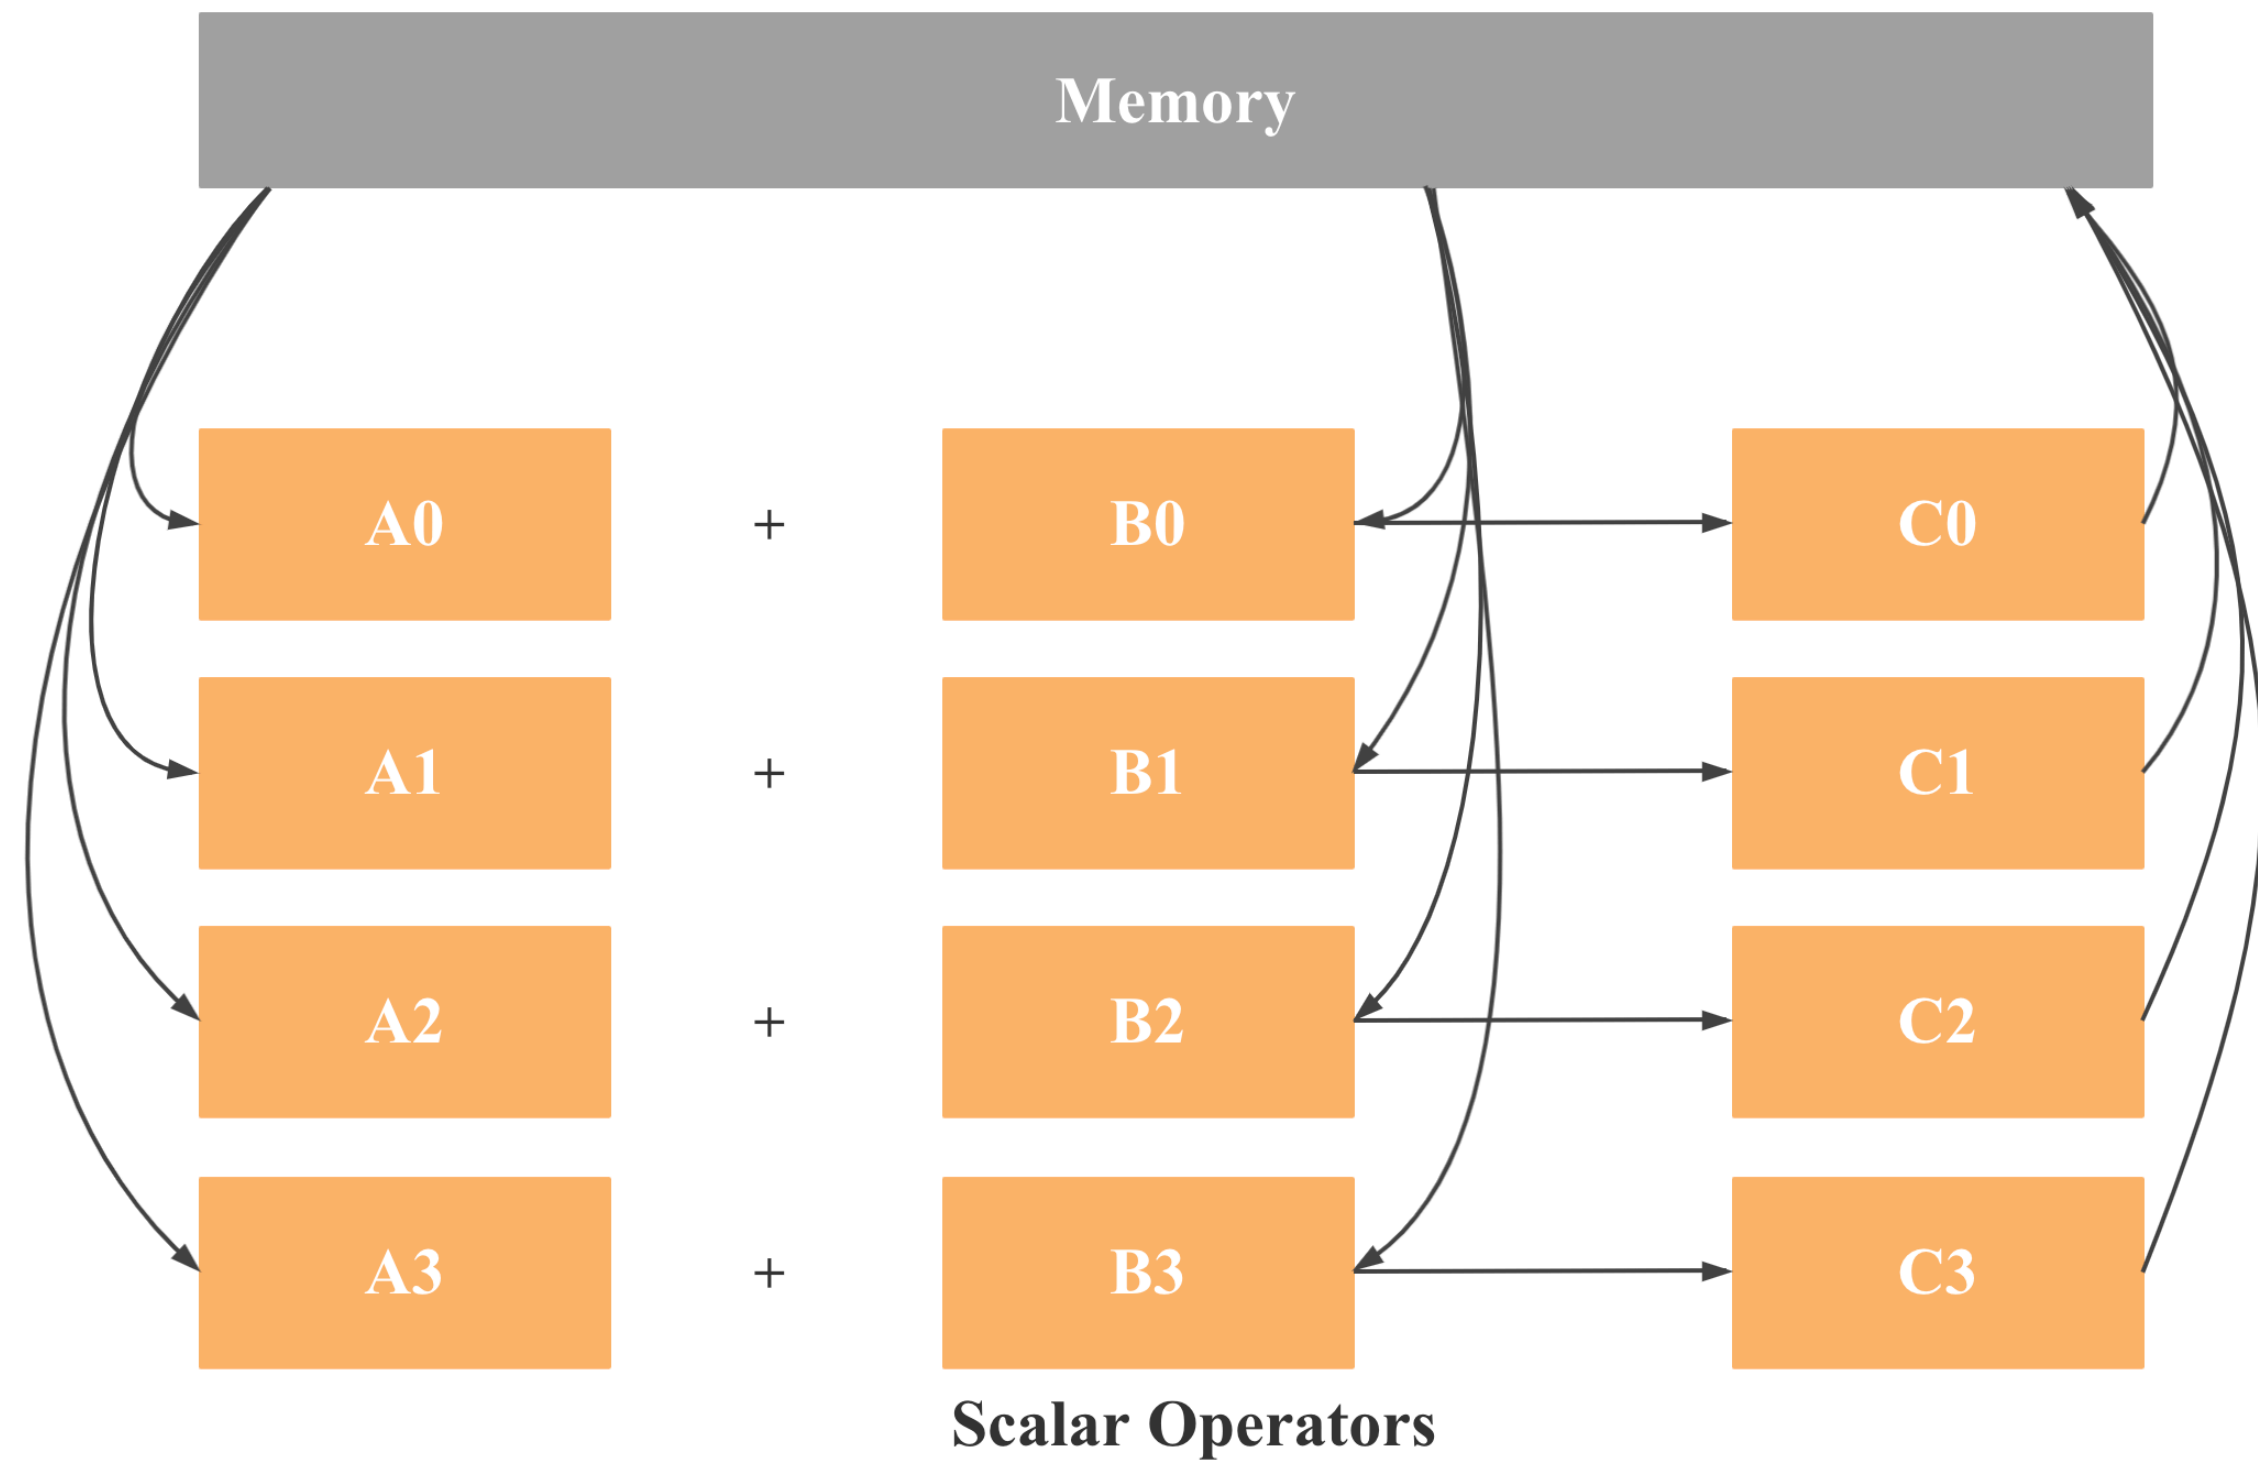 Memory
A0 + B0 C0
A1 + B1 C1
A2 + B2 C2
A3 + B3 C3
Scalar Operators